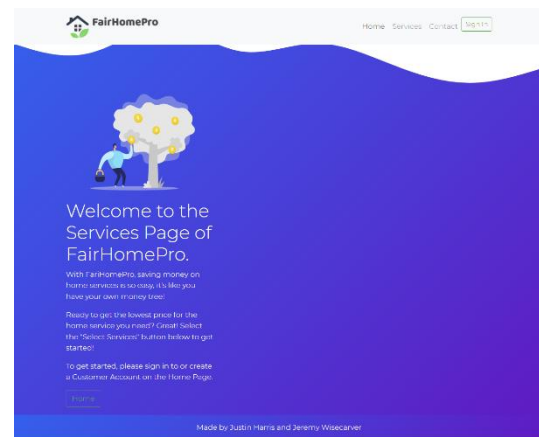 FairHomePro
Home Services Contact Sign In
Welcome to the
Services Page of
FairHomePro.
With FariHomePro, saving money on
home services is so easy, it's like you
have your own money tree!
Ready to get the lowest price for the
home service you need? Great! Select
the "Select Services" button below to get
started!
To get started, please sign in to or create
a Customer Account on the Home Page.
Home
Made by Justin Harris and Jeremy Wisecarver